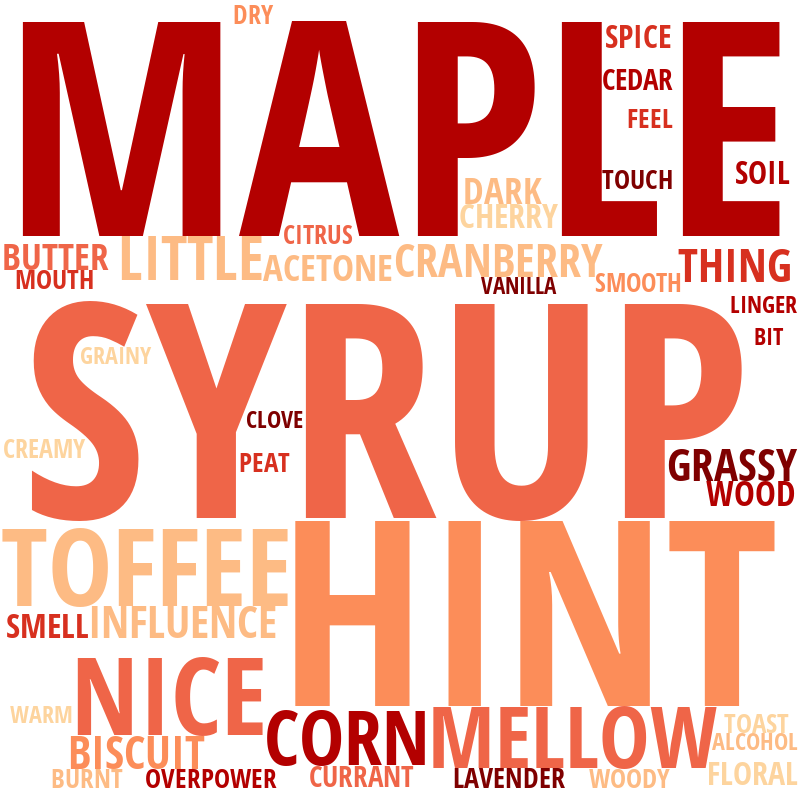 DRY
MAPLE
SPICE
CEDAR
FEEL
TOUCH
SOIL
DARK
CHERRY
CITRUS
BUTTER
LITTLE
MOUTH
ACETONE
CRANBERRY
THING
VANILLA
SMOOTH
LINGER
BIT
SYRUP
GRAINY
CLOVE
CREAMY
PEAT
GRASSY
WOOD
TOFFEE
HINT
SMELL
INFLUENCE
NICE
WARM
CORN
MELLOW
TOAST
BISCUIT
ALCOHOL
BURNT
OVERPOWER
CURRANT
LAVENDER
WOODY
FLORAL